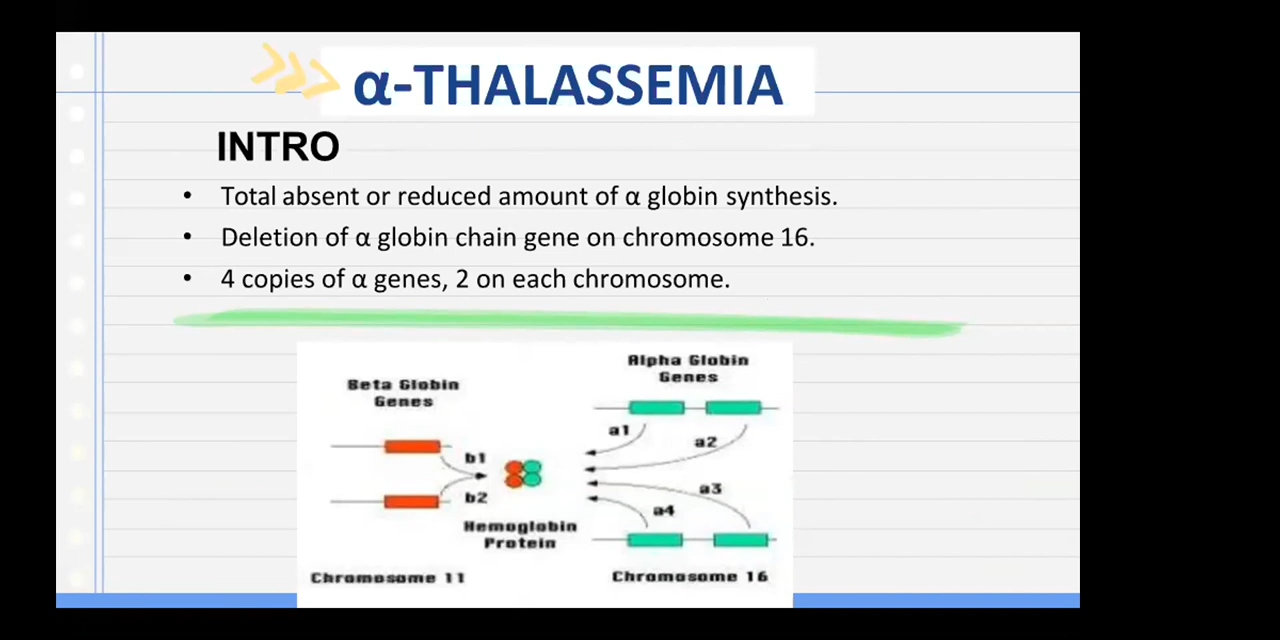 α-THALASSEMIA
INTRO
• Total absent or reduced amount of α globin synthesis.
• Deletion of α globin chain gene on chromosome 16.
• 4 copies of α genes, 2 on each chromosome.
Alpha Globin
Genes
Beta Globin
Genes
a1
a2
b1
b2
a3
a4
Hemoglobin
Protein
Chromosome 11
Chromosome 16